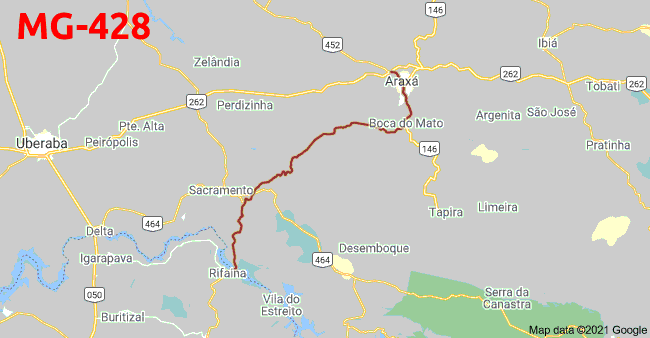 MG-428
146
Ibiá
452
Zelândia
Araxá
262
262
Tobati
262
Perdizinha
Argenita
São José
Pte. Alta
Boca do Mato
Uberaba
Peirópolis
146
Pratinha
Sacramento
Tapira
Limeira
464
Delta
Desemboque
Igarapava
464
Rifaina
050
Serra da
Canastra
Vila do
Estreito
Buritizal
Map data ©2021 Google